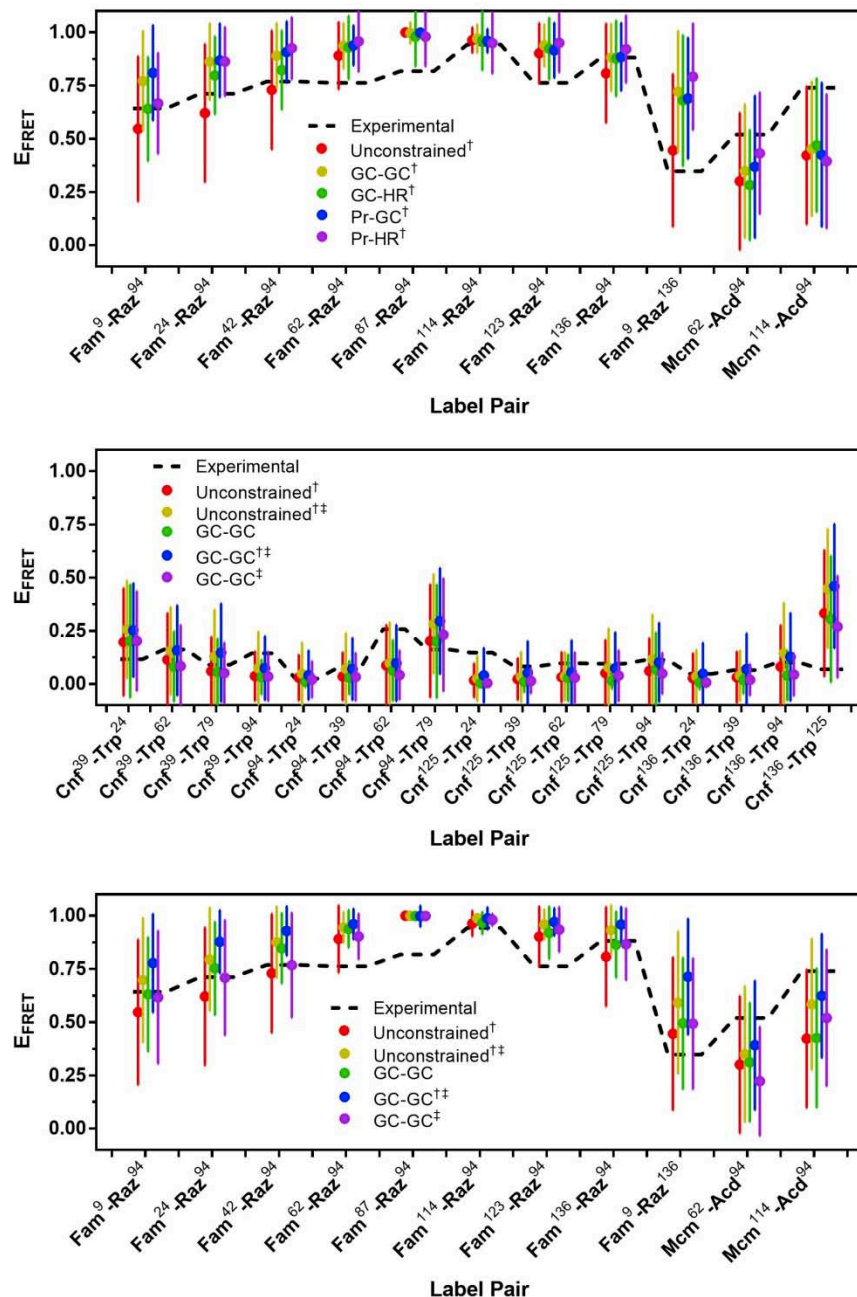 1.00
0.75
0.50
0.25
0.00
E_FRET
Experimental
Unconstrained†
GC-GC†
GC-HR†
Pr-GC†
Pr-HR†
Fam⁹-Raz⁹⁴
Fam²⁴-Raz⁹⁴
Fam⁴²-Raz⁹⁴
Fam⁶²-Raz⁹⁴
Fam⁸⁷-Raz⁹⁴
Fam¹¹⁴-Raz⁹⁴
Fam¹²³-Raz⁹⁴
Fam¹³⁶-Raz⁹⁴
Fam⁹-Raz¹³⁶
Mcm⁶²-Acd⁹⁴
Mcm¹¹⁴-Acd⁹⁴
Label Pair
1.00
0.75
0.50
0.25
0.00
E_FRET
Experimental
Unconstrained†
Unconstrained†‡
GC-GC
GC-GC†‡
GC-GC‡
Cnf³⁹-Trp²⁴
Cnf³⁹-Trp⁶²
Cnf³⁹-Trp⁷⁹
Cnf³⁹-Trp⁹⁴
Cnf⁹⁴-Trp²⁴
Cnf⁹⁴-Trp³⁹
Cnf⁹⁴-Trp⁶²
Cnf⁹⁴-Trp⁷⁹
Cnf¹²⁵-Trp²⁴
Cnf¹²⁵-Trp³⁹
Cnf¹²⁵-Trp⁶²
Cnf¹²⁵-Trp⁷⁹
Cnf¹²⁵-Trp⁹⁴
Cnf¹³⁶-Trp²⁴
Cnf¹³⁶-Trp³⁹
Cnf¹³⁶-Trp⁹⁴
Cnf¹³⁶-Trp¹²⁵
Label Pair
1.00
0.75
0.50
0.25
0.00
E_FRET
Experimental
Unconstrained†
Unconstrained†‡
GC-GC
GC-GC†‡
GC-GC‡
Fam⁹-Raz⁹⁴
Fam²⁴-Raz⁹⁴
Fam⁴²-Raz⁹⁴
Fam⁶²-Raz⁹⁴
Fam⁸⁷-Raz⁹⁴
Fam¹¹⁴-Raz⁹⁴
Fam¹²³-Raz⁹⁴
Fam¹³⁶-Raz⁹⁴
Fam⁹-Raz¹³⁶
Mcm⁶²-Acd⁹⁴
Mcm¹¹⁴-Acd⁹⁴
Label Pair